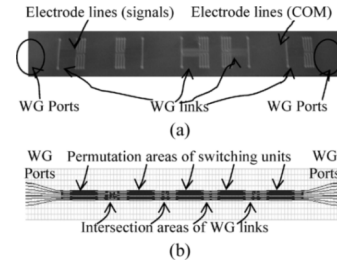 Electrode lines (signals) Electrode lines (COM)
WG Ports WG links WG Ports
(a)
WG Ports Permutation areas of switching units WG Ports
Intersection areas of WG links
(b)